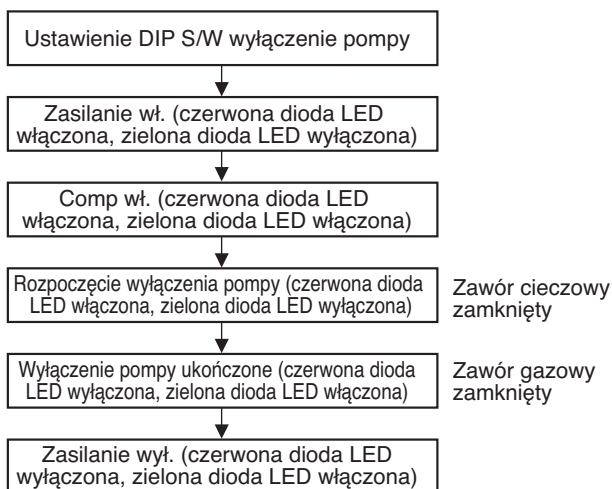 Ustawienie DIP S/W wyłączenie pompy
Zasilanie wł. (czerwona dioda LED
włączona, zielona dioda LED wyłączona)
Comp wł. (czerwona dioda LED
włączona, zielona dioda LED włączona)
Rozpoczęcie wyłączenia pompy (czerwona dioda
LED włączona, zielona dioda LED wyłączona)
Zawór cieczowy
zamknięty
Wyłączenie pompy ukończone (czerwona dioda
LED wyłączona, zielona dioda LED włączona)
Zawór gazowy
zamknięty
Zasilanie wył. (czerwona dioda LED
wyłączona, zielona dioda LED włączona)